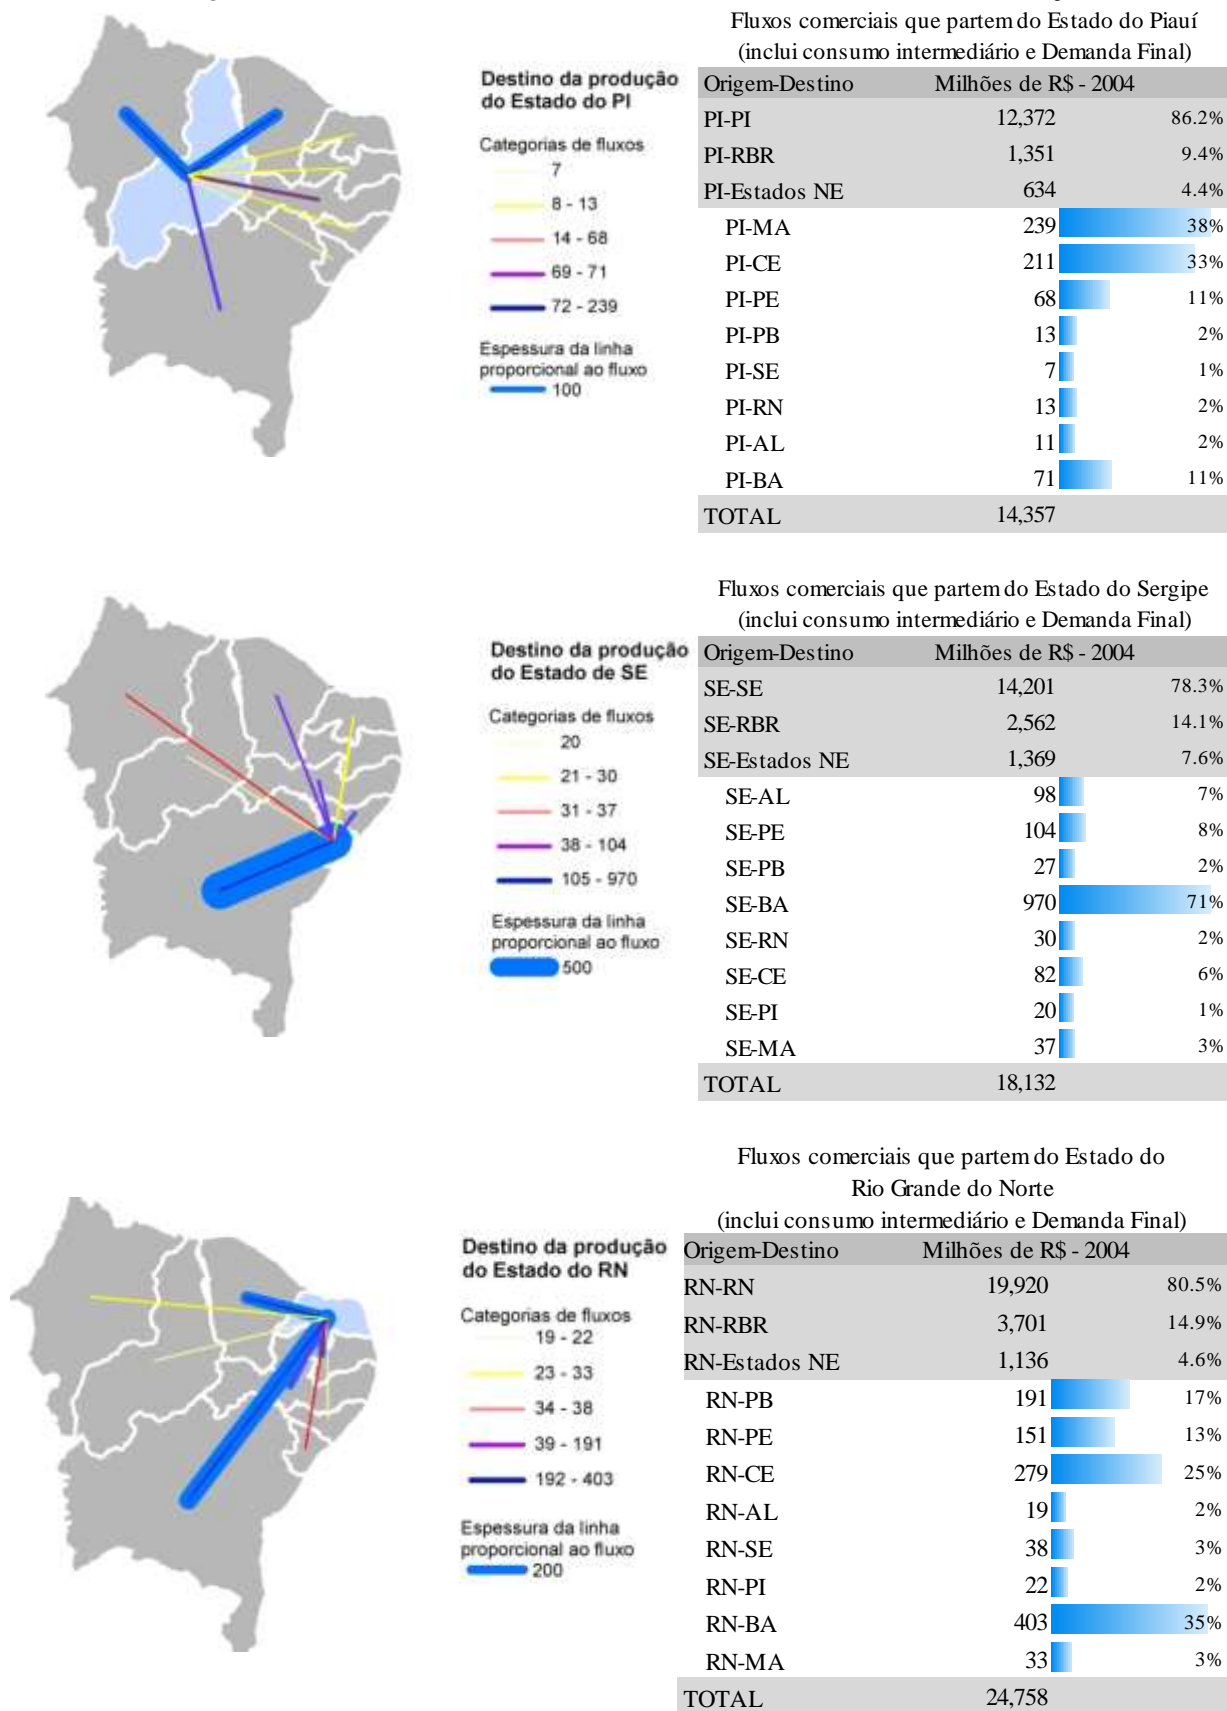 Fluxos comerciais que partem do Estado do Piauí
(inclui consumo intermediário e Demanda Final)
Destino da produção
do Estado do PI
Categorias de fluxos
7
8 - 13
14 - 68
69 - 71
72 - 239
Espessura da linha
proporcional ao fluxo
100
Origem-Destino Milhões de R$ - 2004
PI-PI 12,372 86.2%
PI-RBR 1,351 9.4%
PI-Estados NE 634 4.4%
PI-MA 239 38%
PI-CE 211 33%
PI-PE 68 11%
PI-PB 13 2%
PI-SE 7 1%
PI-RN 13 2%
PI-AL 11 2%
PI-BA 71 11%
TOTAL 14,357
Fluxos comerciais que partem do Estado do Sergipe
(inclui consumo intermediário e Demanda Final)
Destino da produção
do Estado de SE
Categorias de fluxos
20
21 - 30
31 - 37
38 - 104
105 - 970
Espessura da linha
proporcional ao fluxo
500
Origem-Destino Milhões de R$ - 2004
SE-SE 14,201 78.3%
SE-RBR 2,562 14.1%
SE-Estados NE 1,369 7.6%
SE-AL 98 7%
SE-PE 104 8%
SE-PB 27 2%
SE-BA 970 71%
SE-RN 30 2%
SE-CE 82 6%
SE-PI 20 1%
SE-MA 37 3%
TOTAL 18,132
Fluxos comerciais que partem do Estado do
Rio Grande do Norte
(inclui consumo intermediário e Demanda Final)
Destino da produção
do Estado do RN
Categorias de fluxos
19 - 22
23 - 33
34 - 38
39 - 191
192 - 403
Espessura da linha
proporcional ao fluxo
200
Origem-Destino Milhões de R$ - 2004
RN-RN 19,920 80.5%
RN-RBR 3,701 14.9%
RN-Estados NE 1,136 4.6%
RN-PB 191 17%
RN-PE 151 13%
RN-CE 279 25%
RN-AL 19 2%
RN-SE 38 3%
RN-PI 22 2%
RN-BA 403 35%
RN-MA 33 3%
TOTAL 24,758